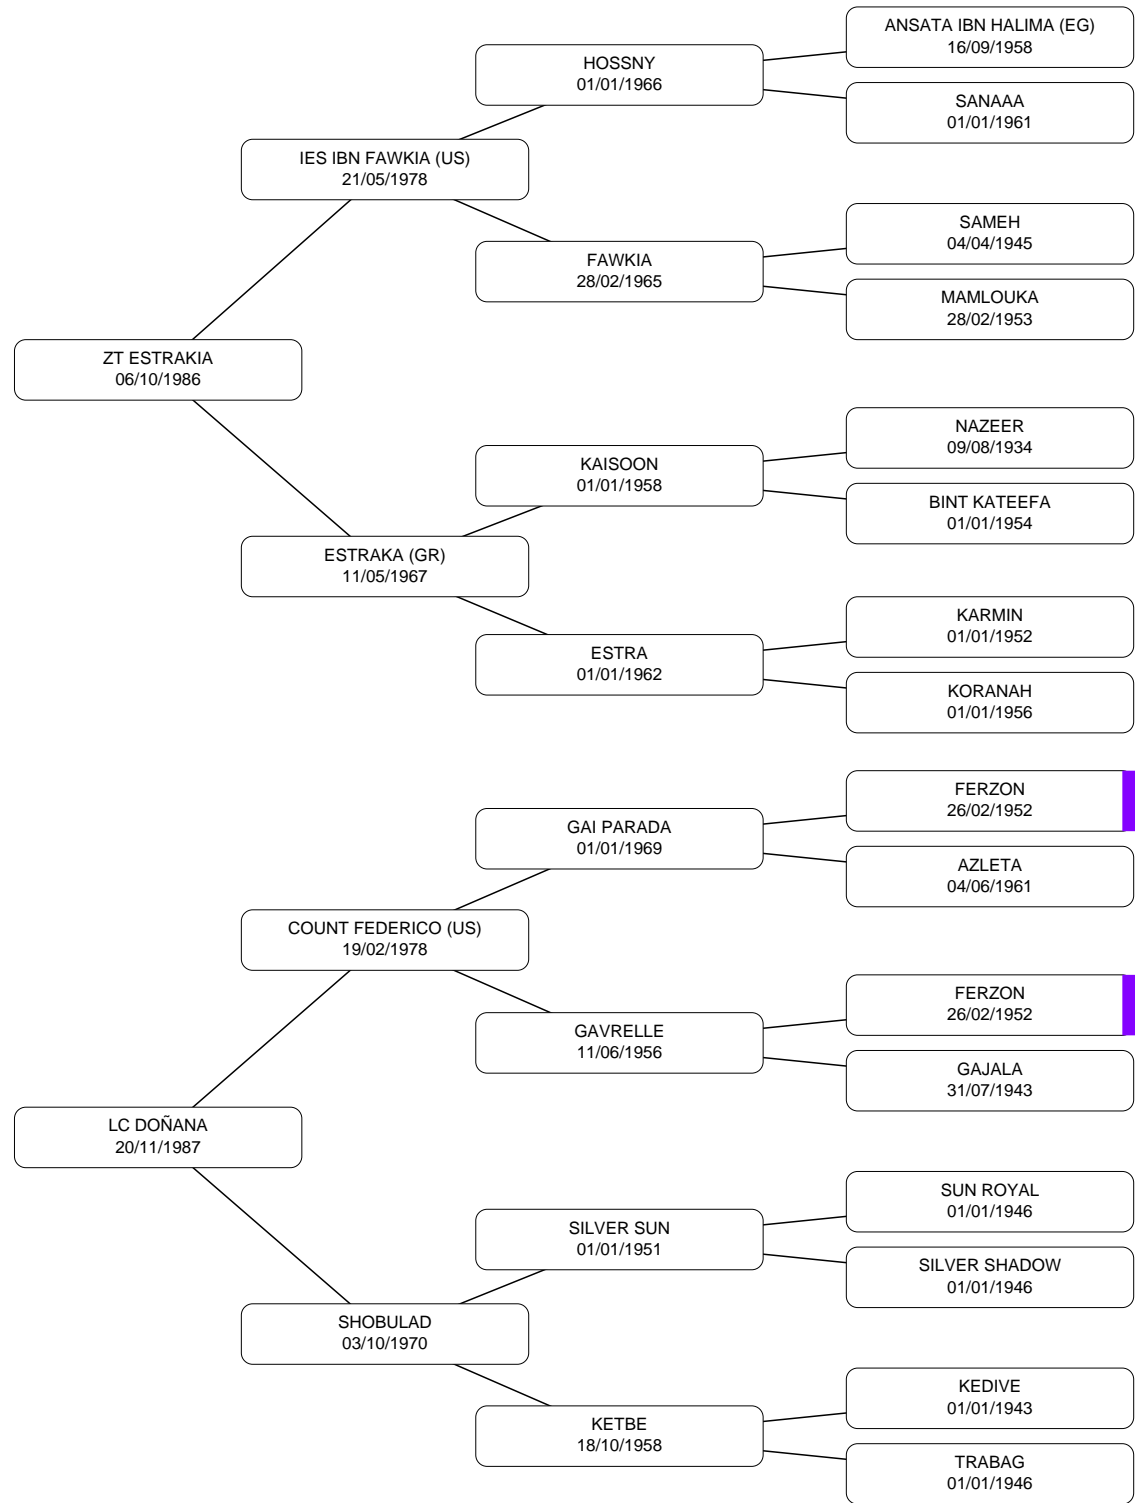 ANSATA IBN HALIMA (EG)
16/09/1958
HOSSNY
01/01/1966
SANAAA
01/01/1961
IES IBN FAWKIA (US)
21/05/1978
SAMEH
04/04/1945
FAWKIA
28/02/1965
MAMLOUKA
28/02/1953
ZT ESTRAKIA
06/10/1986
NAZEER
09/08/1934
KAISOON
01/01/1958
BINT KATEEFA
01/01/1954
ESTRAKA (GR)
11/05/1967
KARMIN
01/01/1952
ESTRA
01/01/1962
KORANAH
01/01/1956
FERZON
26/02/1952
GAI PARADA
01/01/1969
AZLETA
04/06/1961
COUNT FEDERICO (US)
19/02/1978
FERZON
26/02/1952
GAVRELLE
11/06/1956
GAJALA
31/07/1943
LC DOÑANA
20/11/1987
SUN ROYAL
01/01/1946
SILVER SUN
01/01/1951
SILVER SHADOW
01/01/1946
SHOBULAD
03/10/1970
KEDIVE
01/01/1943
KETBE
18/10/1958
TRABAG
01/01/1946